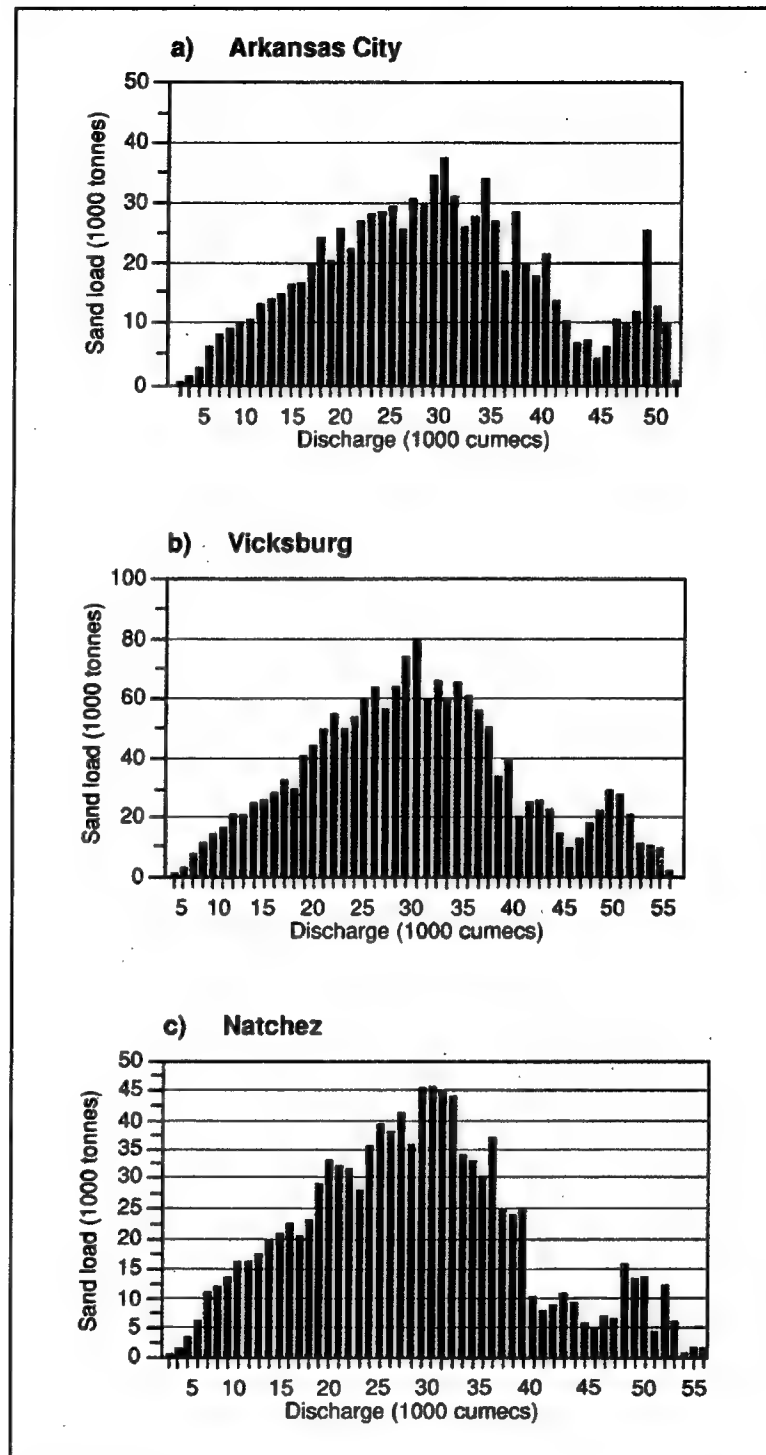 a) Arkansas City
50
40
30
20
10
0
Sand load (1000 tonnes)
5 10 15 20 25 30 35 40 45 50
Discharge (1000 cumecs)
b) Vicksburg
100
80
60
40
20
0
Sand load (1000 tonnes)
5 10 15 20 25 30 35 40 45 55
Discharge (1000 cumecs)
c) Natchez
50
45
40
35
30
25
20
15
10
5
0
Sand load (1000 tonnes)
5 10 15 20 25 30 35 40 45 50 55
Discharge (1000 cumecs)